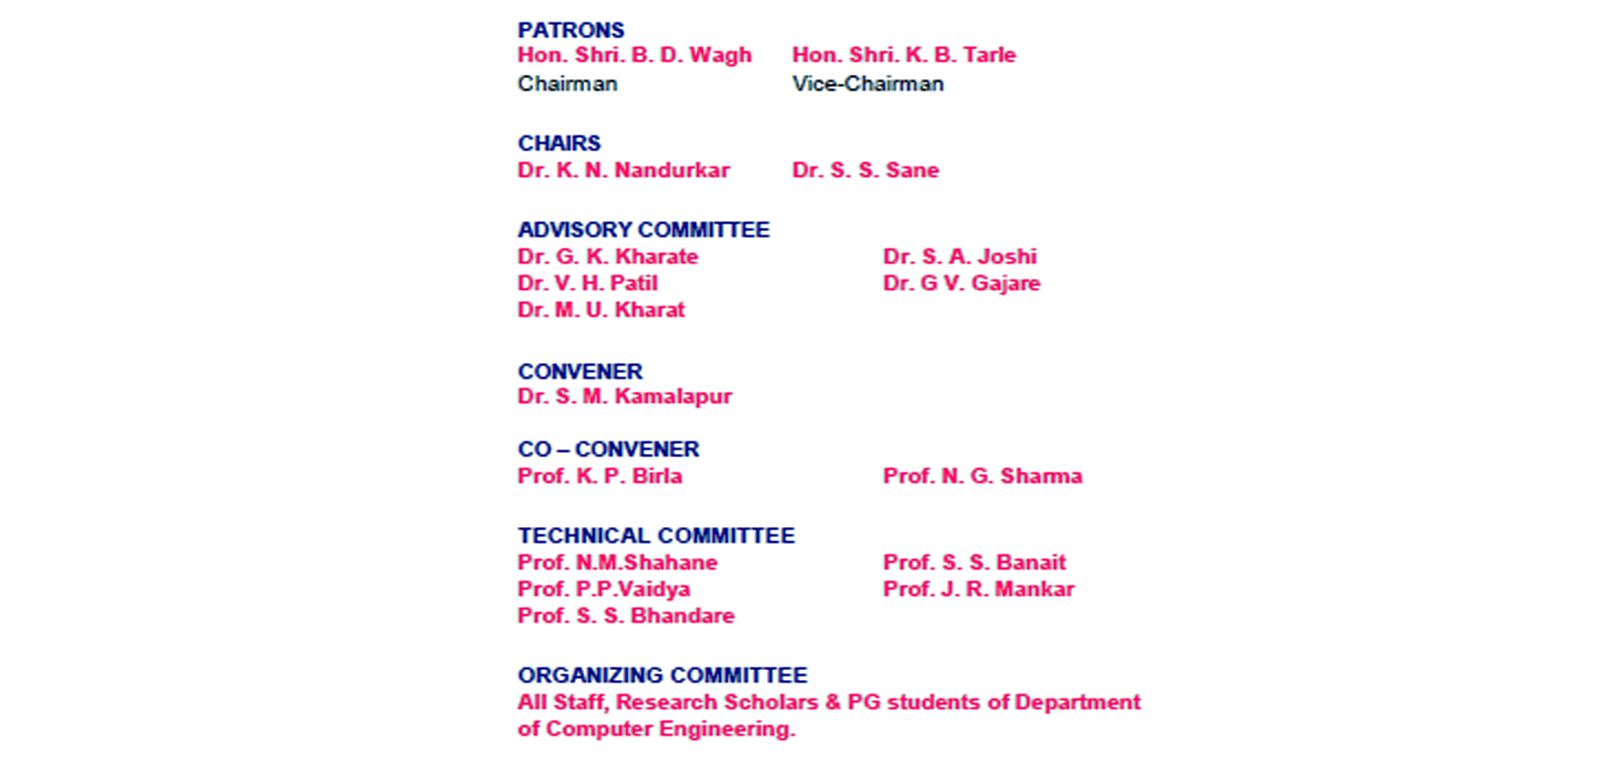 PATRONS
Hon. Shri. B. D. Wagh Hon. Shri. K. B. Tarle
Chairman Vice-Chairman
CHAIRS
Dr. K. N. Nandurkar Dr. S. S. Sane
ADVISORY COMMITTEE
Dr. G. K. Kharate Dr. S. A. Joshi
Dr. V. H. Patil Dr. G V. Gajare
Dr. M. U. Kharat
CONVENER
Dr. S. M. Kamalapur
CO – CONVENER
Prof. K. P. Birla Prof. N. G. Sharma
TECHNICAL COMMITTEE
Prof. N.M.Shahane Prof. S. S. Banait
Prof. P.P.Vaidya Prof. J. R. Mankar
Prof. S. S. Bhandare
ORGANIZING COMMITTEE
All Staff, Research Scholars & PG students of Department
of Computer Engineering.